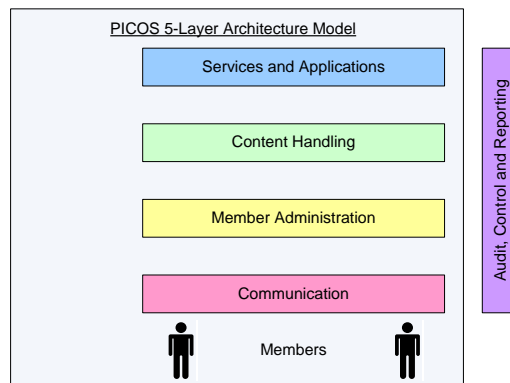 PICOS 5-Layer Architecture Model
Services and Applications
Content Handling
Member Administration
Communication
Members
Audit, Control and Reporting